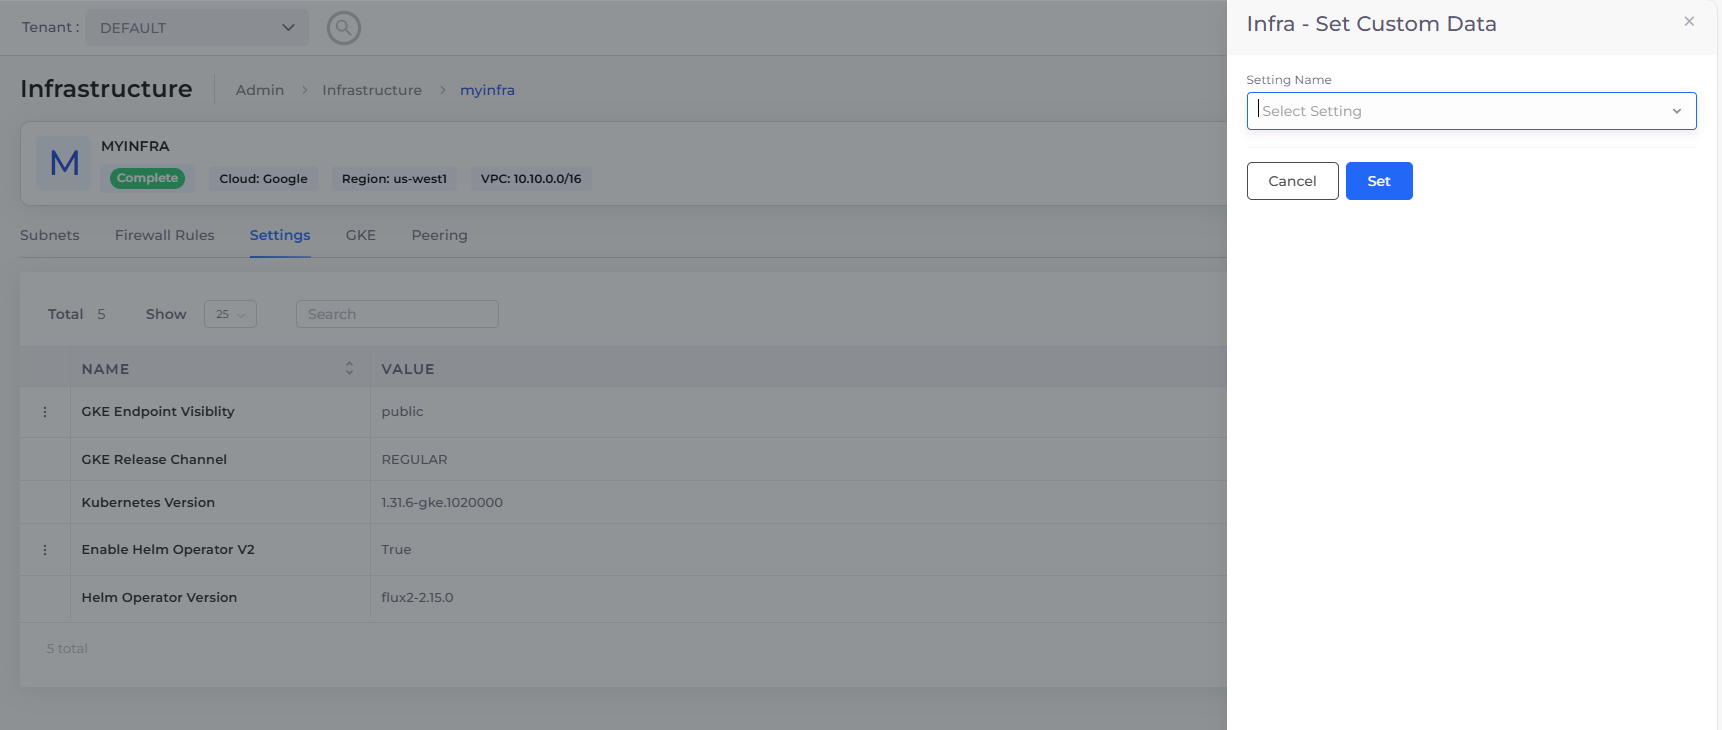 Tenant : DEFAULT
Infrastructure Admin Infrastructure myinfra
M
MYINFRA
Complete Cloud: Google Region: us-west1 VPC: 10.10.0.0/16
Subnets Firewall Rules Settings GKE Peering
Total 5 Show 25 Search
NAME VALUE
GKE Endpoint Visiblity public
GKE Release Channel REGULAR
Kubernetes Version 1.31.6-gke.1020000
Enable Helm Operator V2 True
Helm Operator Version flux2-2.15.0
5 total
Infra - Set Custom Data ×
Setting Name
Select Setting
Cancel Set